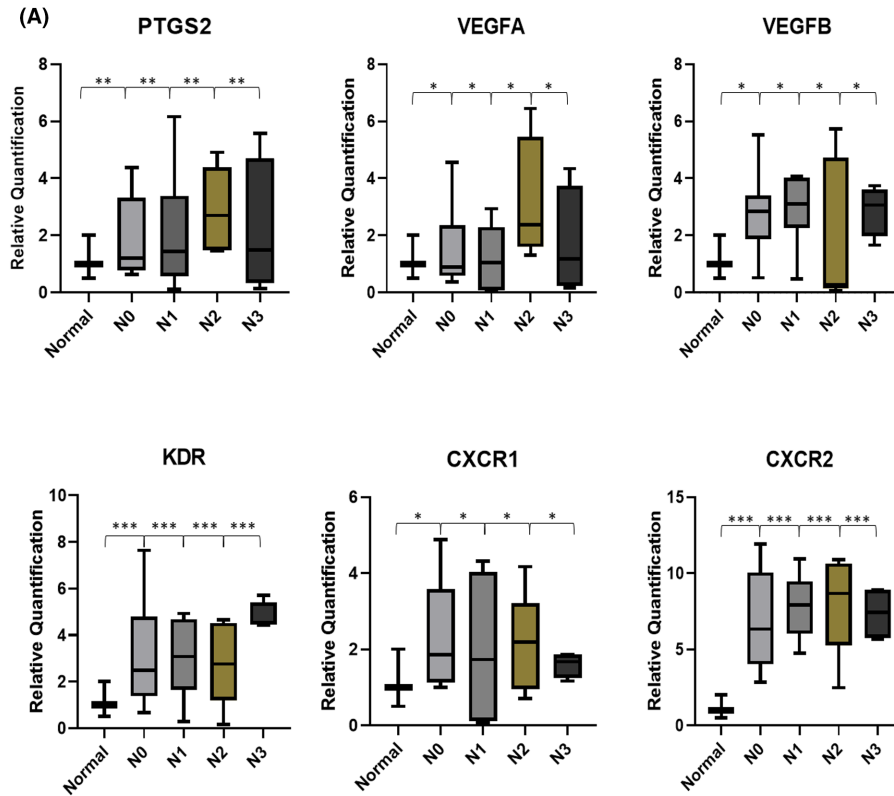 (A)
PTGS2
VEGFA
VEGFB
Relative Quantification
8
6
4
2
0
** ** ** **
Normal N0 N1 N2 N3
Relative Quantification
8
6
4
2
0
* * * *
Normal N0 N1 N2 N3
Relative Quantification
8
6
4
2
0
* * * *
Normal N0 N1 N2 N3
KDR
CXCR1
CXCR2
Relative Quantification
10
8
6
4
2
0
*** *** *** ***
Normal N0 N1 N2 N3
Relative Quantification
6
4
2
0
* * * *
Normal N0 N1 N2 N3
Relative Quantification
15
10
5
0
*** *** *** ***
Normal N0 N1 N2 N3